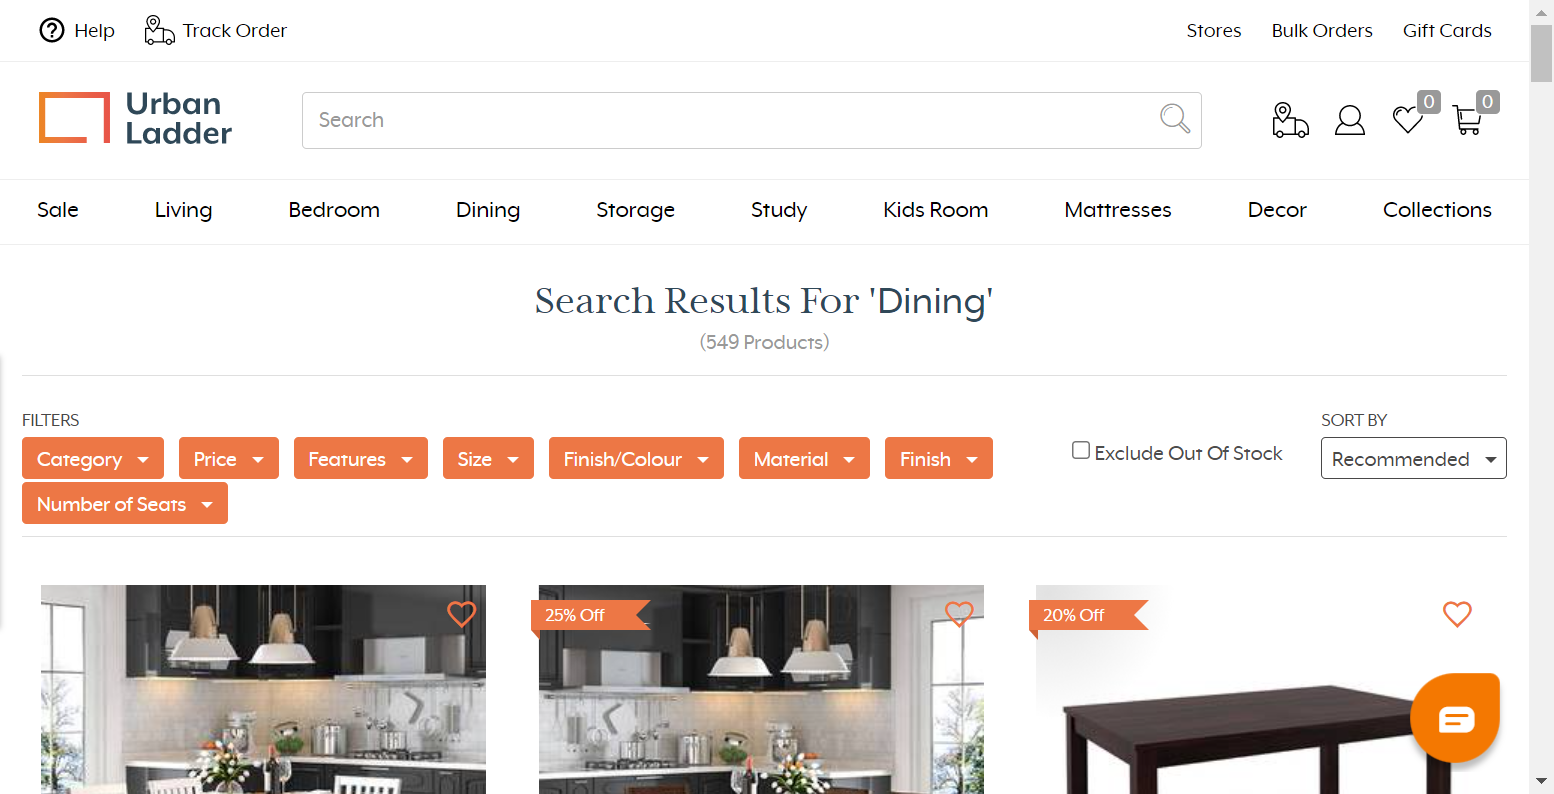 Help
Track Order
Stores
Bulk Orders
Gift Cards
Urban
Ladder
Search
0
0
Sale
Living
Bedroom
Dining
Storage
Study
Kids Room
Mattresses
Decor
Collections
Search Results For 'Dining'
(549 Products)
FILTERS
SORT BY
Category
Price
Features
Size
Finish/Colour
Material
Finish
Exclude Out Of Stock
Recommended
Number of Seats
25% Off
20% Off